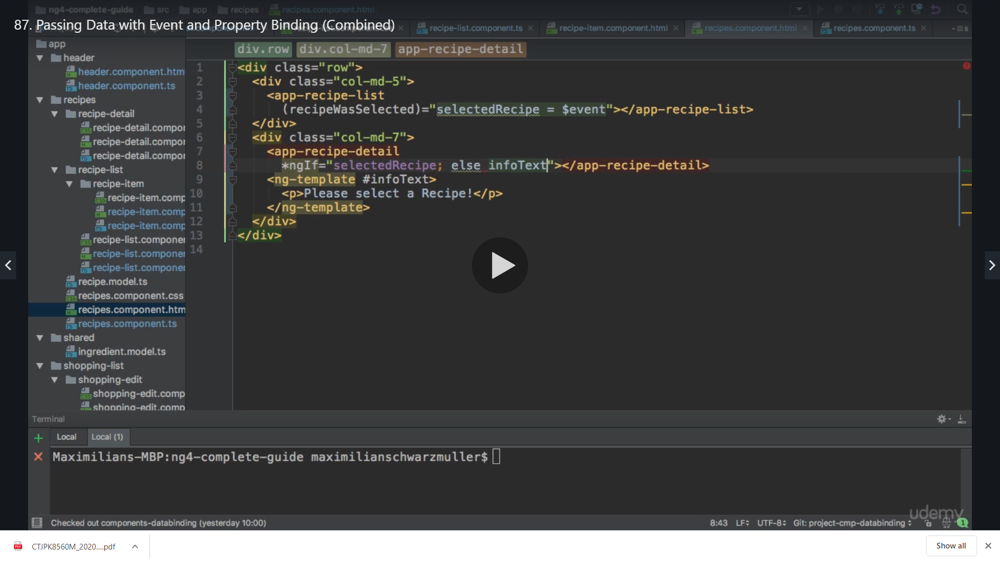 ng4-complete-guide src app recipes recipes.component.html
87. Passing Data with Event and Property Binding (Combined)
recipe-list.component.ts
recipe-item.component.html
recipes.component.html
recipes.component.ts
5
app
header
header.component.htm
header.component.ts
recipes
recipe-detail
recipe-detail.compor
recipe-detail.compor
recipe-detail.compor
recipe-list
recipe-item
recipe-item.comp
recipe-item.comp
recipe-item.comp
recipe-list.componer
recipe-list.componer
recipe-list.componer
recipe.model.ts
recipes.component.css
recipes.component.htm
recipes.component.ts
shared
ingredient.model.ts
shopping-list
shopping-edit
shopping-edit.comp
shopping-edit.comp
div.row div.col-md-7 app-recipe-detail
1 <div class="row">
2 <div class="col-md-5">
3 <app-recipe-list
4 (recipeWasSelected)="selectedRecipe = $event"></app-recipe-list>
5 </div>
6 <div class="col-md-7">
7 <app-recipe-detail
8 *ngIf="selectedRecipe; else infoText"></app-recipe-detail>
9 <ng-template #infoText>
10 <p>Please select a Recipe!</p>
11 </ng-template>
12 </div>
13 </div>
14
VCS VCS
Terminal
Local Local (1)
Maximilians-MBP:ng4-complete-guide maximilianschwarzmuller$
udemy
Checked out components-databinding (yesterday 10:00) 8:43 LF UTF-8 Git: project-cmp-databinding 1
CTJPK8560M_2020....pdf
Show all